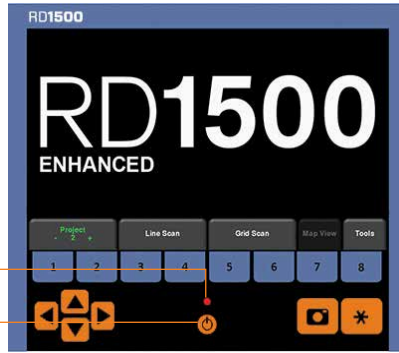 RD1500
RD1500
ENHANCED
Project
- 2 +
Line Scan
Grid Scan
Map View
Tools
1 2 3 4 5 6 7 8